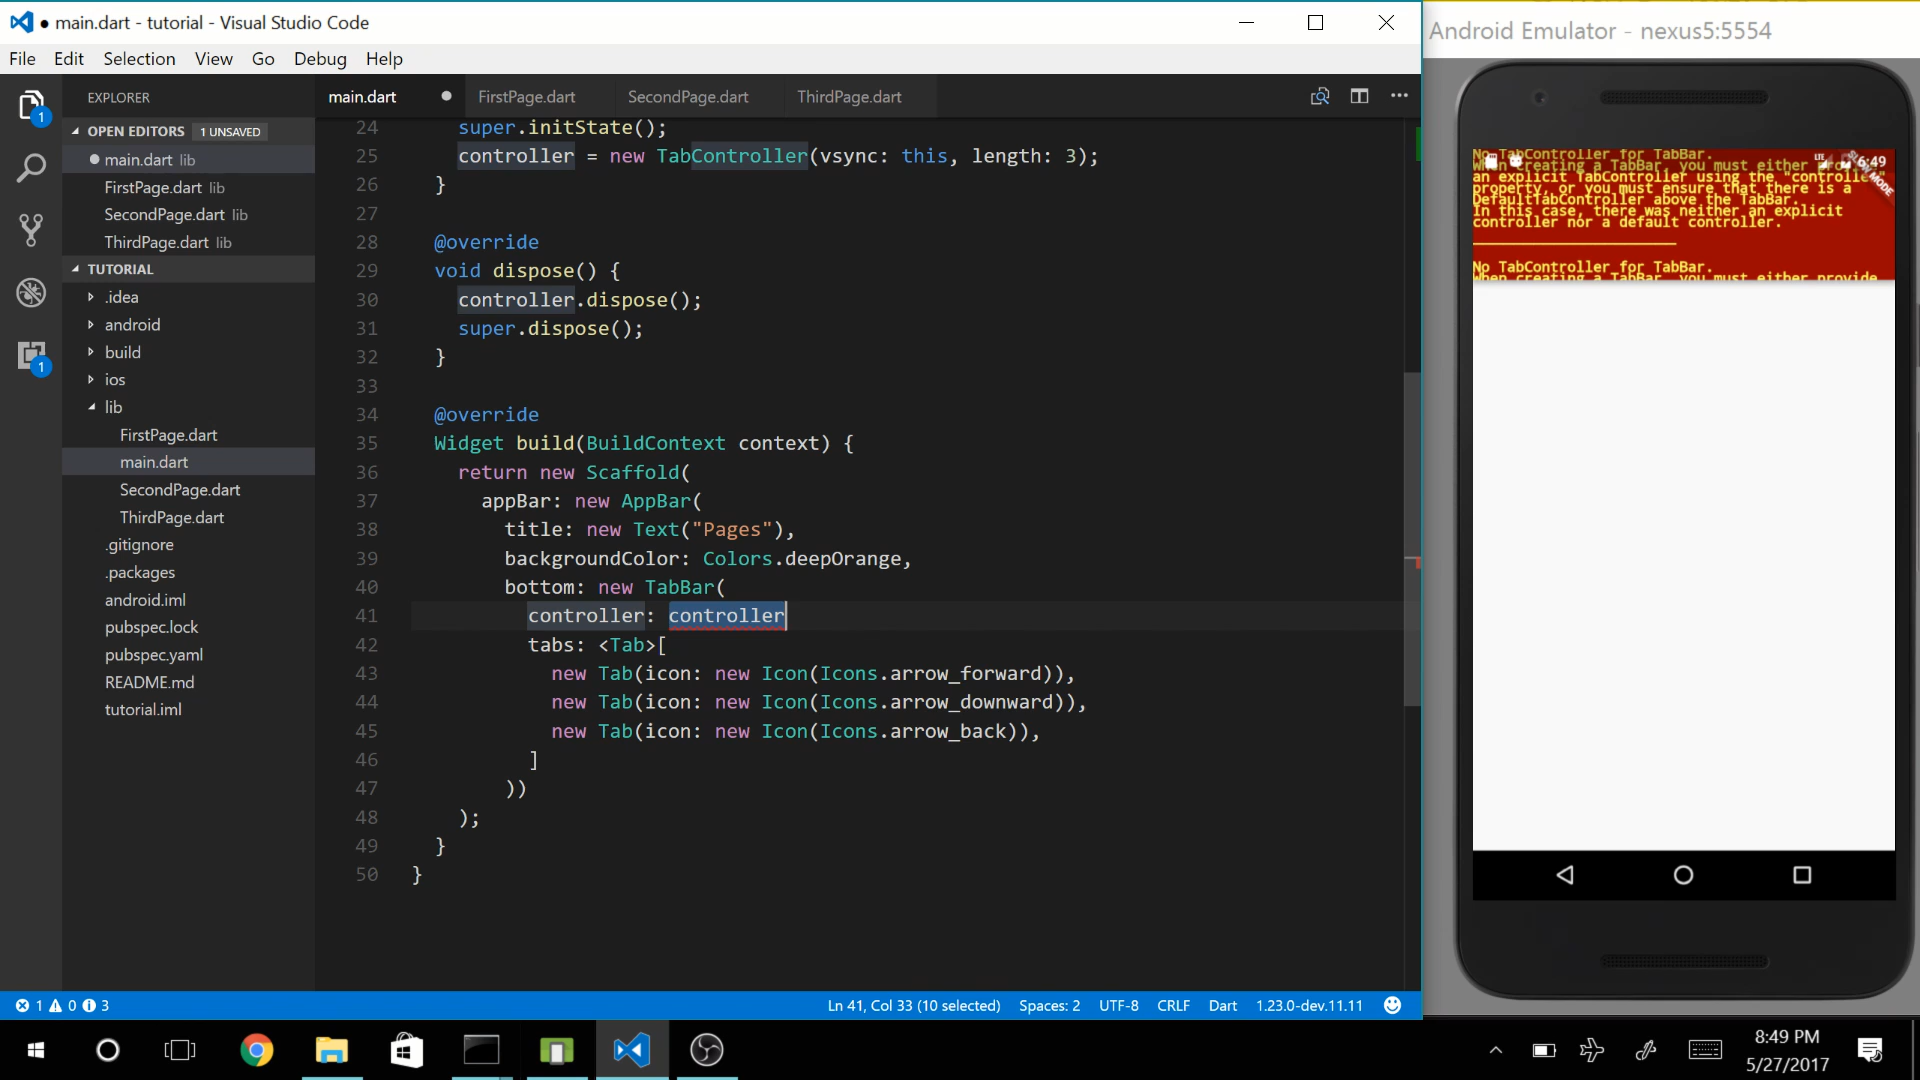 main.dart - tutorial - Visual Studio Code
File Edit Selection View Go Debug Help
EXPLORER
OPEN EDITORS 1 UNSAVED
main.dart lib
FirstPage.dart lib
SecondPage.dart lib
ThirdPage.dart lib
TUTORIAL
.idea
android
build
ios
lib
FirstPage.dart
main.dart
SecondPage.dart
ThirdPage.dart
.gitignore
.packages
android.iml
pubspec.lock
pubspec.yaml
README.md
tutorial.iml
1
1
main.dart FirstPage.dart SecondPage.dart ThirdPage.dart
24 super.initState();
25 controller = new TabController(vsync: this, length: 3);
26 }
27
28 @override
29 void dispose() {
30 controller.dispose();
31 super.dispose();
32 }
33
34 @override
35 Widget build(BuildContext context) {
36 return new Scaffold(
37 appBar: new AppBar(
38 title: new Text("Pages"),
39 backgroundColor: Colors.deepOrange,
40 bottom: new TabBar(
41 controller: controller
42 tabs: <Tab>[
43 new Tab(icon: new Icon(Icons.arrow_forward)),
44 new Tab(icon: new Icon(Icons.arrow_downward)),
45 new Tab(icon: new Icon(Icons.arrow_back)),
46 ]
47 ))
48 );
49 }
50 }
1 0 3
Ln 41, Col 33 (10 selected) Spaces: 2 UTF-8 CRLF Dart 1.23.0-dev.11.11
Android Emulator - nexus5:5554
LTE 6:49
SLOW MODE
No TabController for TabBar.
When creating a TabBar, you must either provide
an explicit TabController using the "controller"
property, or you must ensure that there is a
DefaultTabController above the TabBar.
In this case, there was neither an explicit
controller nor a default controller.
No TabController for TabBar.
When creating a TabBar, you must either provide
8:49 PM
5/27/2017